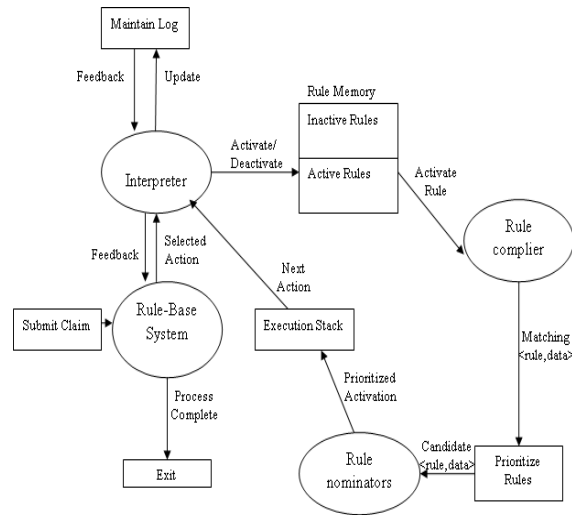 Maintain Log
Feedback
Update
Rule Memory
Inactive Rules
Active Rules
Activate/
Deactivate
Interpreter
Activate
Rule
Rule
complier
Feedback
Selected
Action
Next
Action
Submit Claim
Rule-Base
System
Execution Stack
Matching
<rule,data>
Process
Complete
Prioritized
Activation
Exit
Rule
nominators
Candidate
<rule,data>
Prioritize
Rules